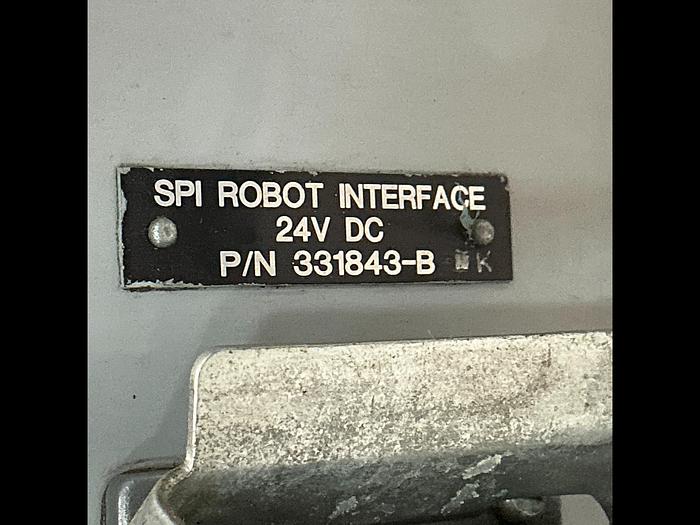 SPI ROBOT INTERFACE
24V DC
P/N 331843-B K